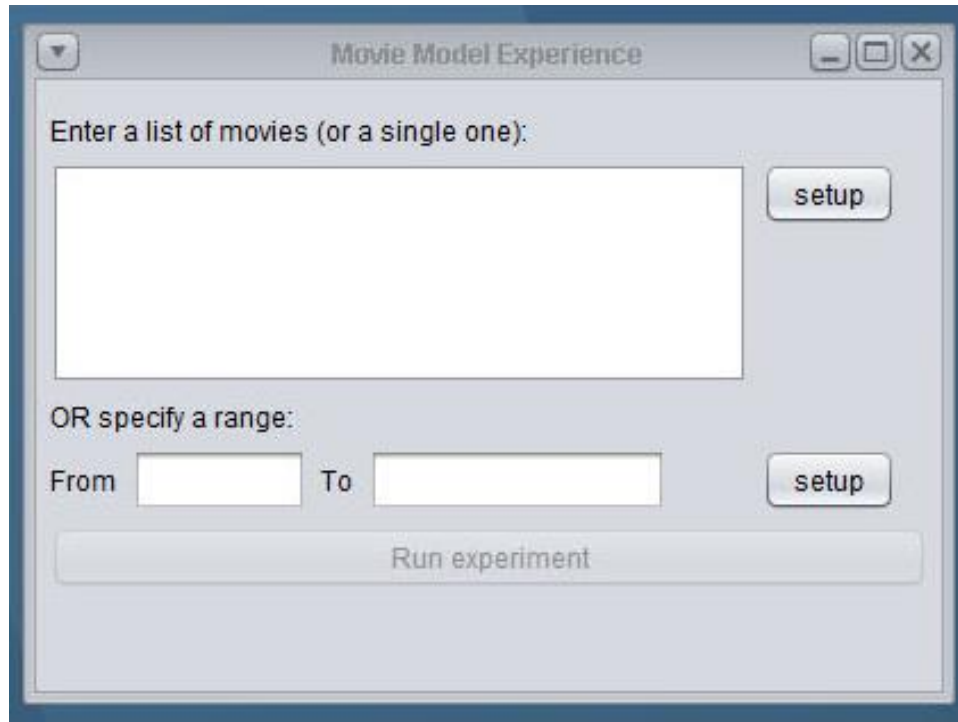 Movie Model Experience
Enter a list of movies (or a single one):
setup
OR specify a range:
From To setup
Run experiment